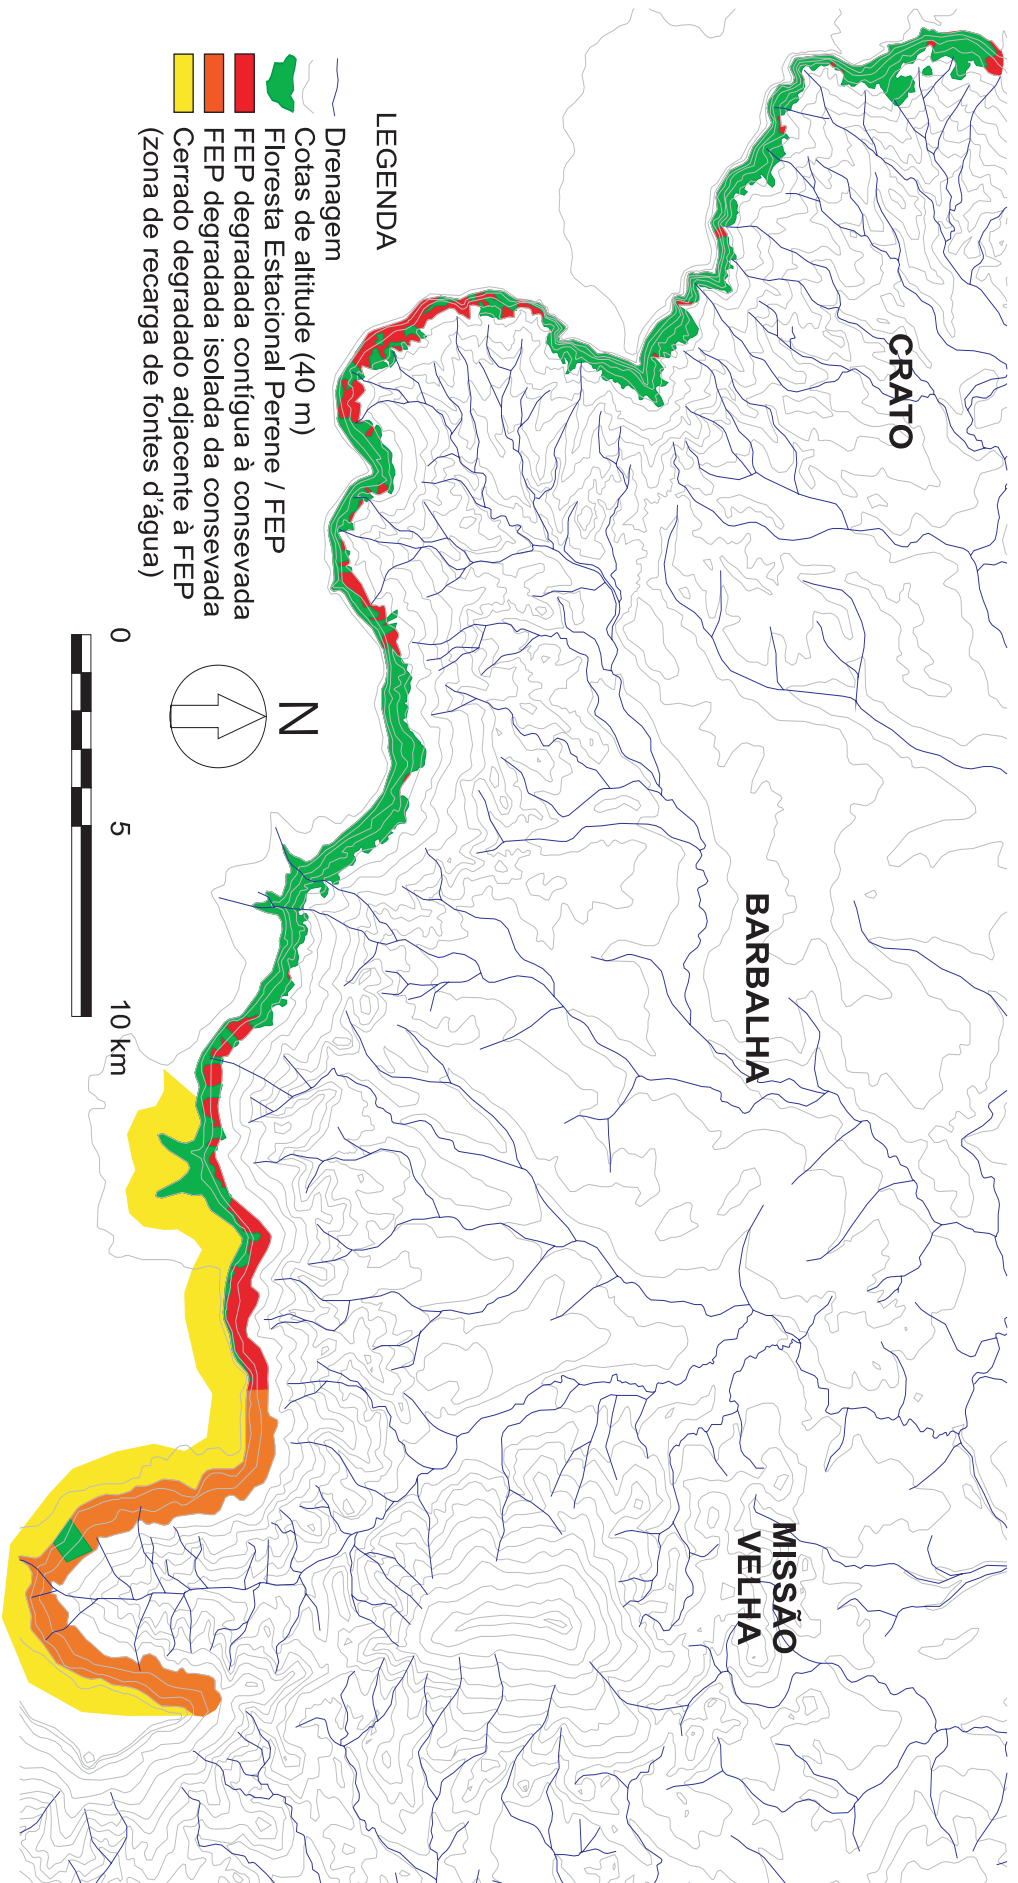 CRATO
BARBALHA
MISSÃO
VELHA
LEGENDA
Drenagem
Cotas de altitude (40 m)
Floresta Estacional Perene / FEP
FEP degradada contígua à consevada
FEP degradada isolada da consevada
Cerrado degradado adjacente à FEP
(zona de recarga de fontes d'água)
N
0 5 10 km